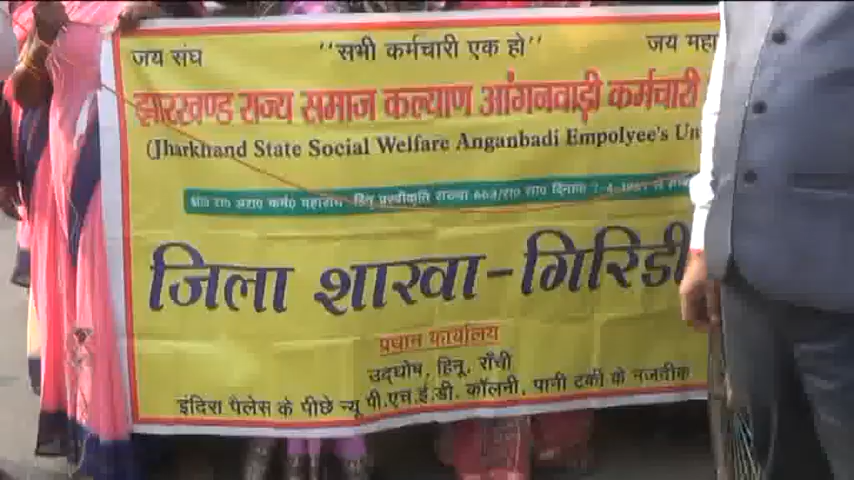 जय संघ "सभी कर्मचारी एक हो" जय महा
झारखण्ड राज्य समाज कल्याण आंगनवाड़ी कर्मचारी
(Jharkhand State Social Welfare Anganbadi Empolyee's Un
जिला शाखा-गिरिडी
प्रधान कार्यालय
उद्घोष, हिनू, राँची
इंदिरा पैलेस के पीछे न्यू पी.एच.ई.डी. कॉलनी, पानी टंकी के नजदीक